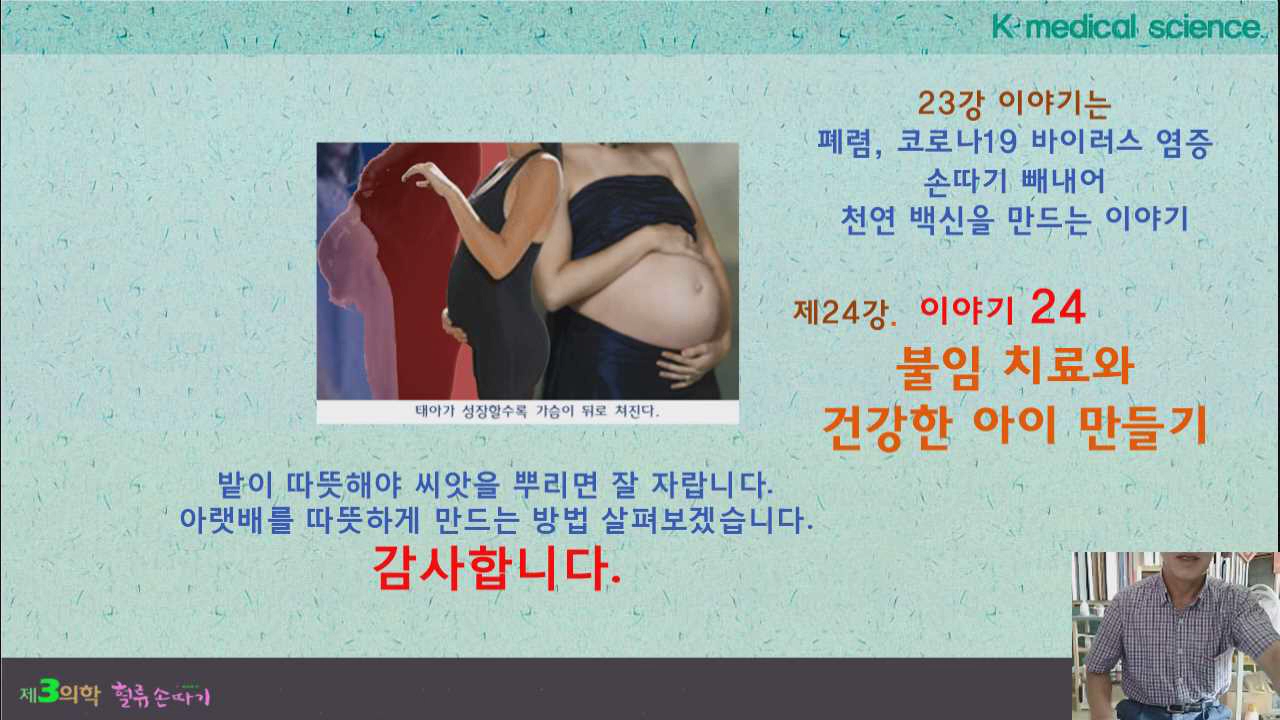 K medical science
23강 이야기는
폐렴, 코로나19 바이러스 염증
손따기 빼내어
천연 백신을 만드는 이야기
제24강. 이야기 24
불임 치료와
건강한 아이 만들기
태아가 성장할수록 가슴이 뒤로 쳐진다.
밭이 따뜻해야 씨앗을 뿌리면 잘 자랍니다.
아랫배를 따뜻하게 만드는 방법 살펴보겠습니다.
감사합니다.
제3의학 혈류 손따기